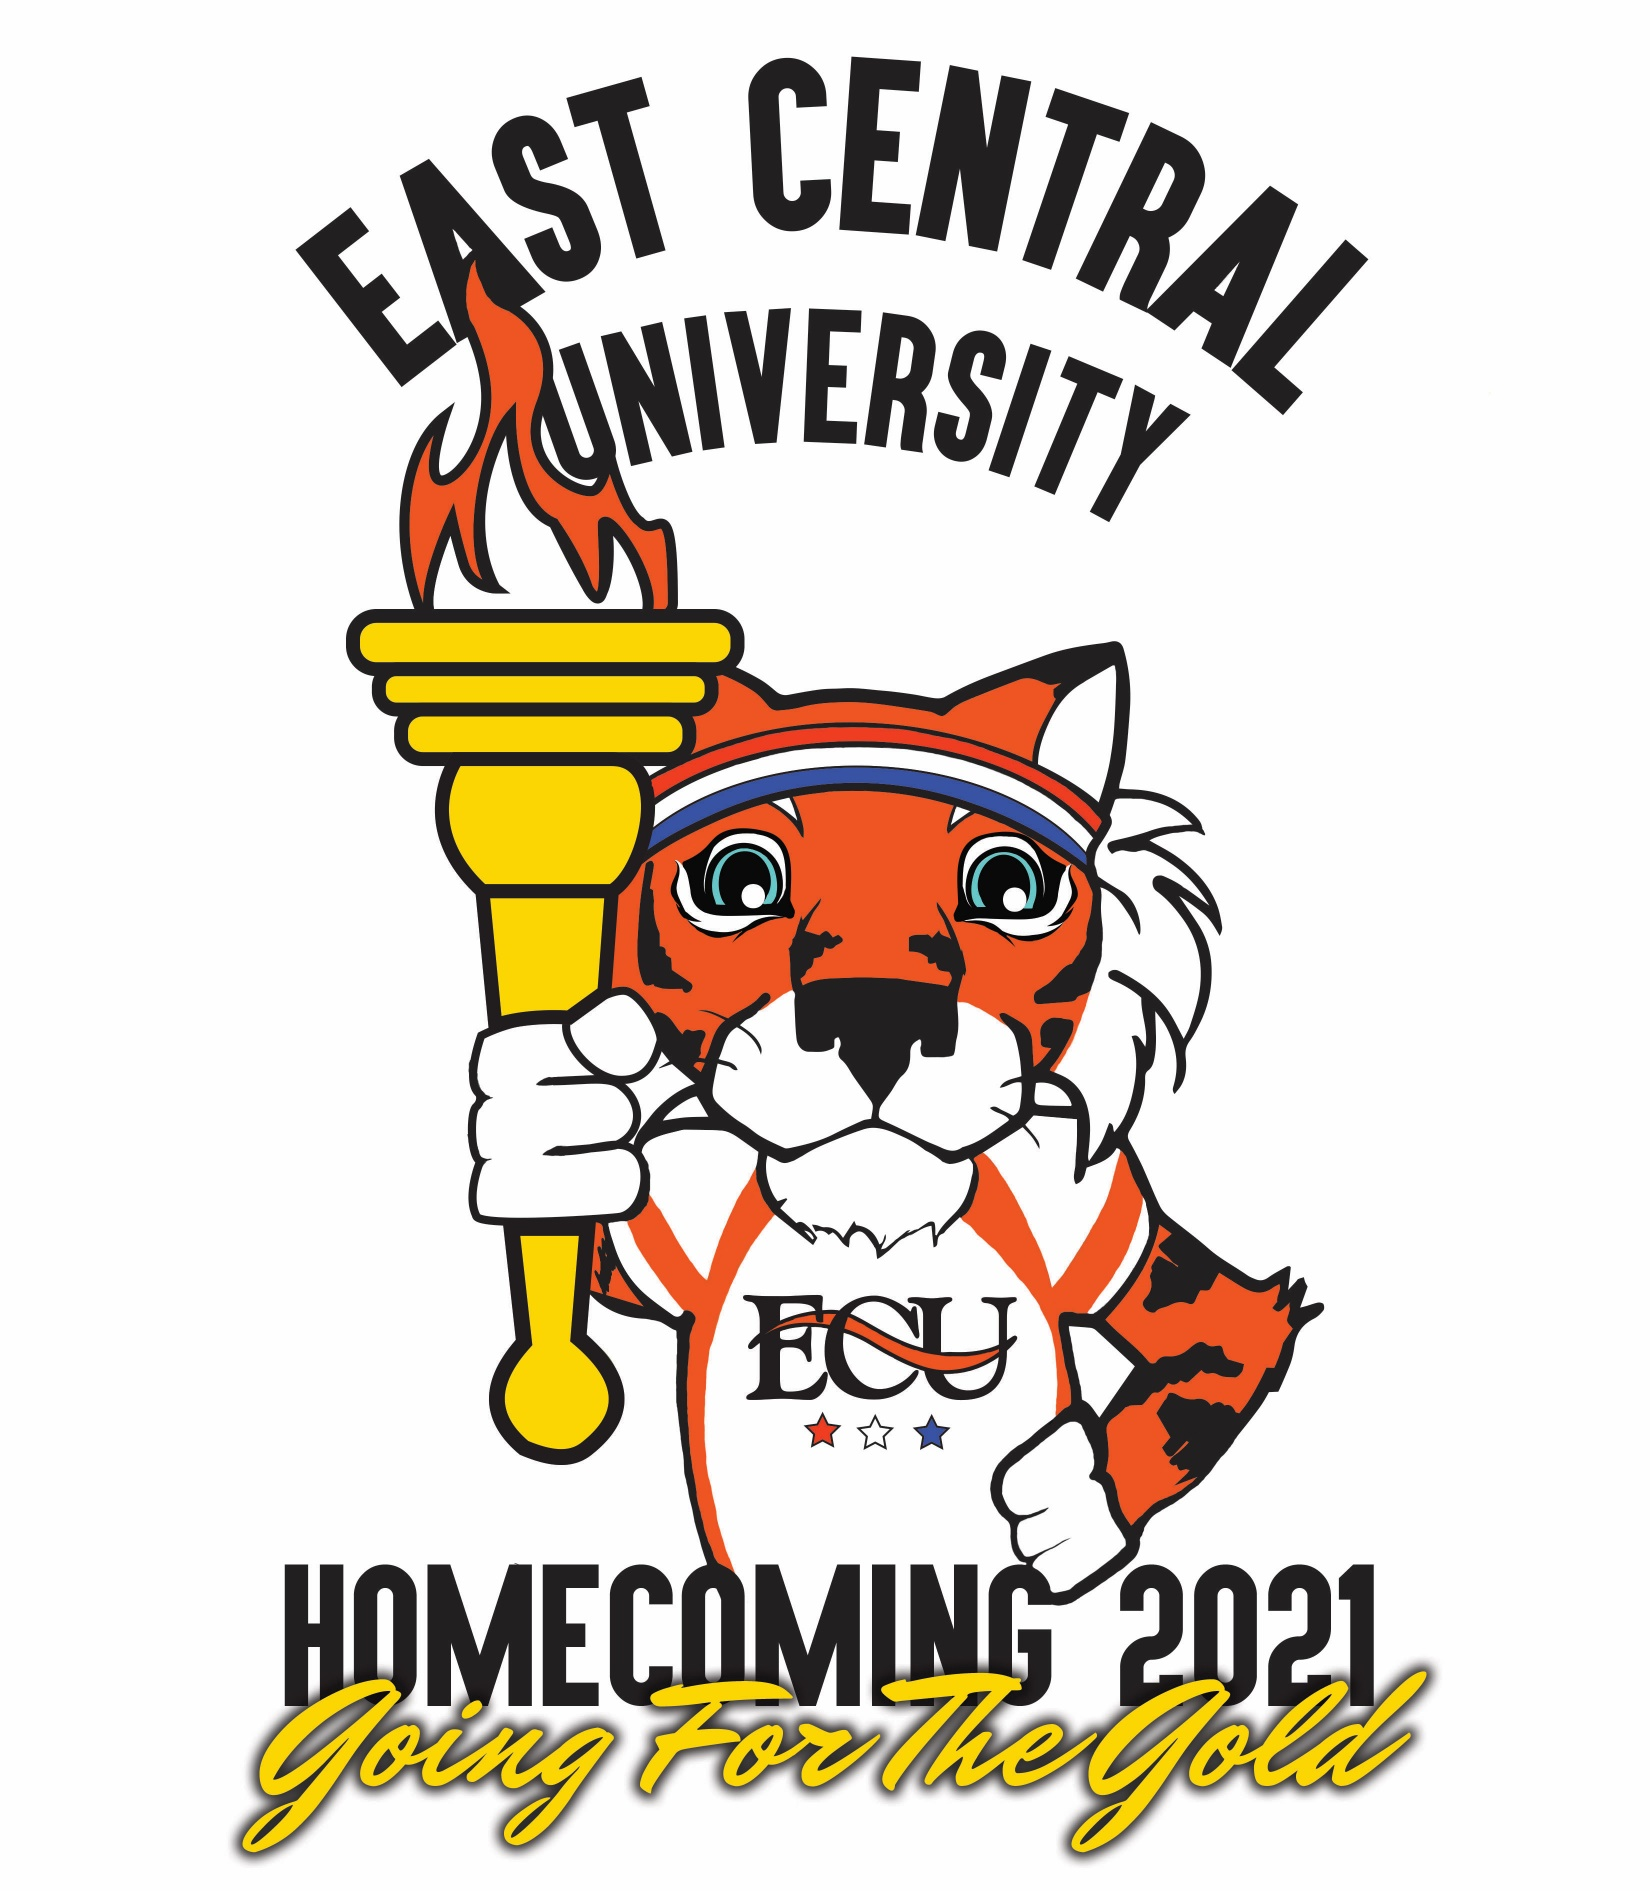 EAST CENTRAL
UNIVERSITY
ECU
HOMECOMING 2021
Going For The Gold